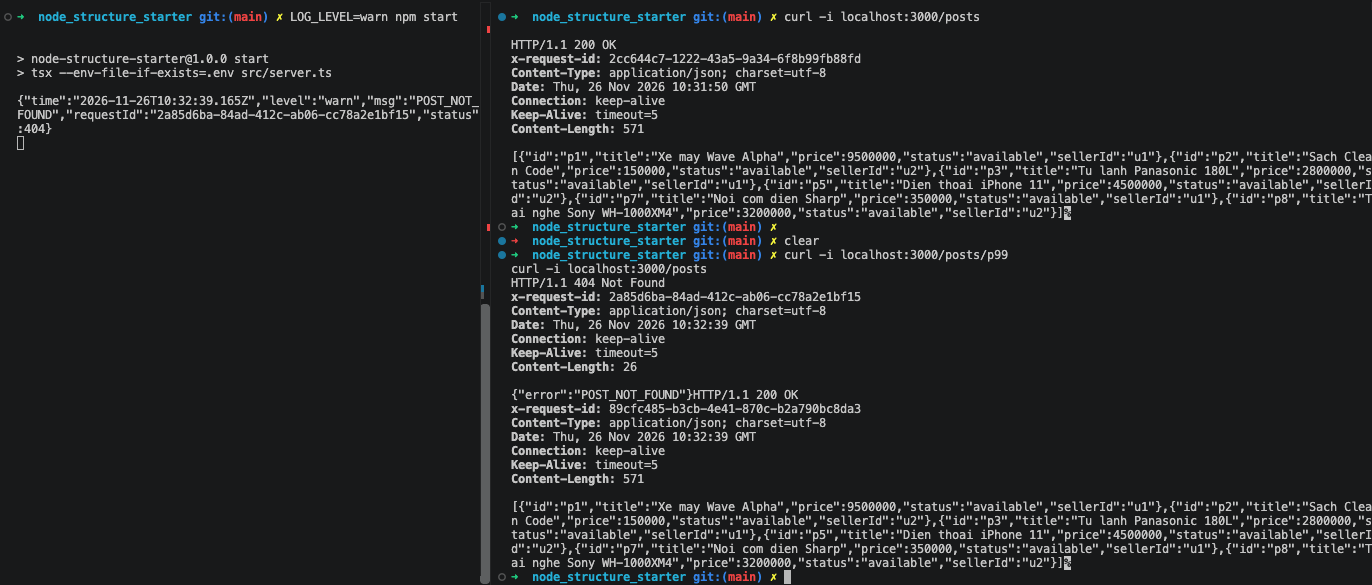 node_structure_starter git:(main) ✗ LOG_LEVEL=warn npm start
> node-structure-starter@1.0.0 start
> tsx --env-file-if-exists=.env src/server.ts
{"time":"2026-11-26T10:32:39.165Z","level":"warn","msg":"POST_NOT_
FOUND","requestId":"2a85d6ba-84ad-412c-ab06-cc78a2e1bf15","status"
:404}
node_structure_starter git:(main) ✗ curl -i localhost:3000/posts
HTTP/1.1 200 OK
x-request-id: 2cc644c7-1222-43a5-9a34-6f8b99fb88fd
Content-Type: application/json; charset=utf-8
Date: Thu, 26 Nov 2026 10:31:50 GMT
Connection: keep-alive
Keep-Alive: timeout=5
Content-Length: 571
[{"id":"p1","title":"Xe may Wave Alpha","price":9500000,"status":"available","sellerId":"u1"},{"id":"p2","title":"Sach Clea
n Code","price":150000,"status":"available","sellerId":"u2"},{"id":"p3","title":"Tu lanh Panasonic 180L","price":2800000,"s
tatus":"available","sellerId":"u1"},{"id":"p5","title":"Dien thoai iPhone 11","price":4500000,"status":"available","sellerI
d":"u2"},{"id":"p7","title":"Noi com dien Sharp","price":350000,"status":"available","sellerId":"u1"},{"id":"p8","title":"T
ai nghe Sony WH-1000XM4","price":3200000,"status":"available","sellerId":"u2"}]%
node_structure_starter git:(main) ✗
node_structure_starter git:(main) ✗ clear
node_structure_starter git:(main) ✗ curl -i localhost:3000/posts/p99
curl -i localhost:3000/posts
HTTP/1.1 404 Not Found
x-request-id: 2a85d6ba-84ad-412c-ab06-cc78a2e1bf15
Content-Type: application/json; charset=utf-8
Date: Thu, 26 Nov 2026 10:32:39 GMT
Connection: keep-alive
Keep-Alive: timeout=5
Content-Length: 26
{"error":"POST_NOT_FOUND"}HTTP/1.1 200 OK
x-request-id: 89cfc485-b3cb-4e41-870c-b2a790bc8da3
Content-Type: application/json; charset=utf-8
Date: Thu, 26 Nov 2026 10:32:39 GMT
Connection: keep-alive
Keep-Alive: timeout=5
Content-Length: 571
[{"id":"p1","title":"Xe may Wave Alpha","price":9500000,"status":"available","sellerId":"u1"},{"id":"p2","title":"Sach Clea
n Code","price":150000,"status":"available","sellerId":"u2"},{"id":"p3","title":"Tu lanh Panasonic 180L","price":2800000,"s
tatus":"available","sellerId":"u1"},{"id":"p5","title":"Dien thoai iPhone 11","price":4500000,"status":"available","sellerI
d":"u2"},{"id":"p7","title":"Noi com dien Sharp","price":350000,"status":"available","sellerId":"u1"},{"id":"p8","title":"T
ai nghe Sony WH-1000XM4","price":3200000,"status":"available","sellerId":"u2"}]%
node_structure_starter git:(main) ✗